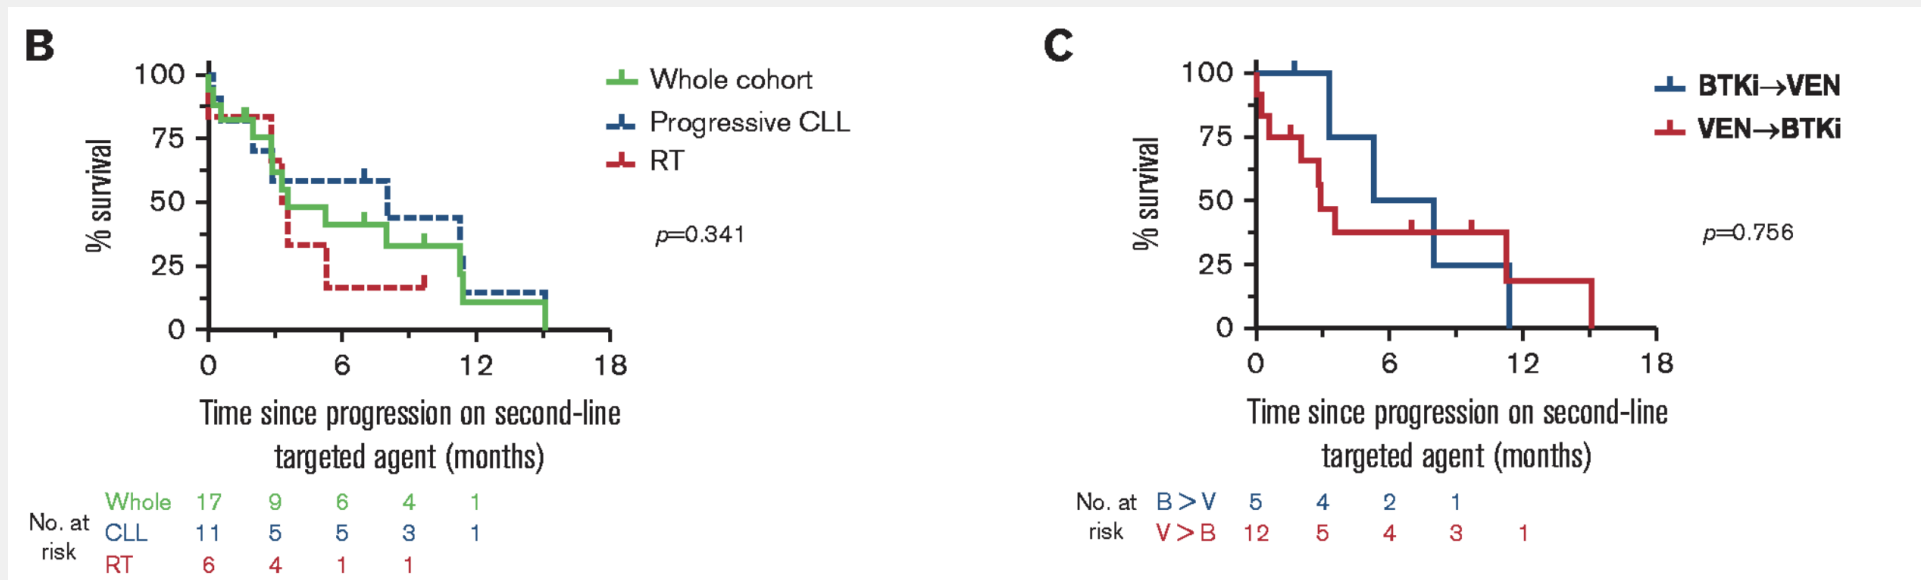 B
100
75
50
25
0
% survival
0 6 12 18
Time since progression on second-line
targeted agent (months)
Whole cohort
Progressive CLL
RT
p=0.341
No. at
risk
Whole 17 9 6 4 1
CLL 11 5 5 3 1
RT 6 4 1 1
C
100
75
50
25
0
% survival
0 6 12 18
Time since progression on second-line
targeted agent (months)
BTKi→VEN
VEN→BTKi
p=0.756
No. at
risk
B > V 5 4 2 1
V > B 12 5 4 3 1